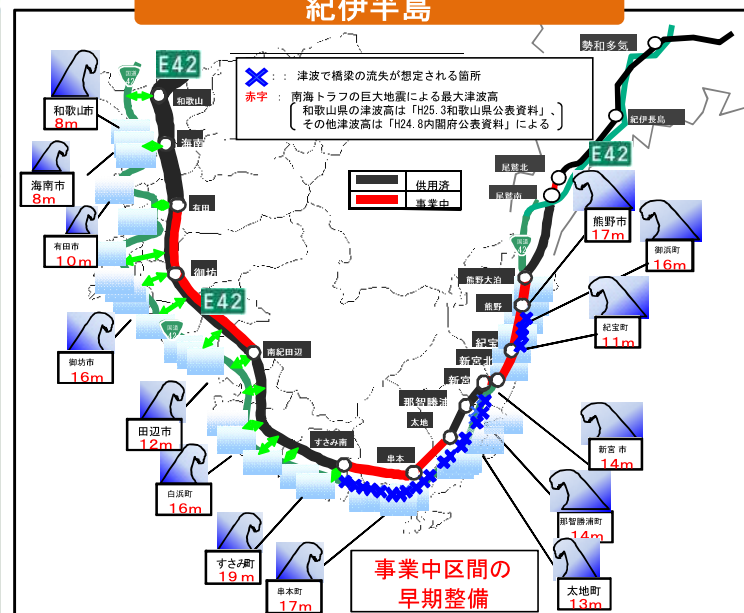 紀伊半島
：： 津波で橋梁の流失が想定される箇所
赤字 ： 南海トラフの巨大地震による最大津波高
和歌山県の津波高は「H25.3和歌山県公表資料」、
その他津波高は「H24.8内閣府公表資料」による
供用済
事業中
E42
国道
42
和歌山
海南
有田
御坊
E42
国道
42
南紀田辺
すさみ南
串本
太地
那智勝浦
新宮
新宮北
紀宝
熊野
熊野大泊
国道
42
尾鷲南
尾鷲北
E42
紀伊長島
勢和多気
和歌山市
8m
海南市
8m
有田市
10m
御坊市
16m
田辺市
12m
白浜町
16m
すさみ町
19m
串本町
17m
熊野市
17m
御浜町
16m
紀宝町
11m
新宮市
14m
那智勝浦町
14m
太地町
13m
事業中区間の
早期整備